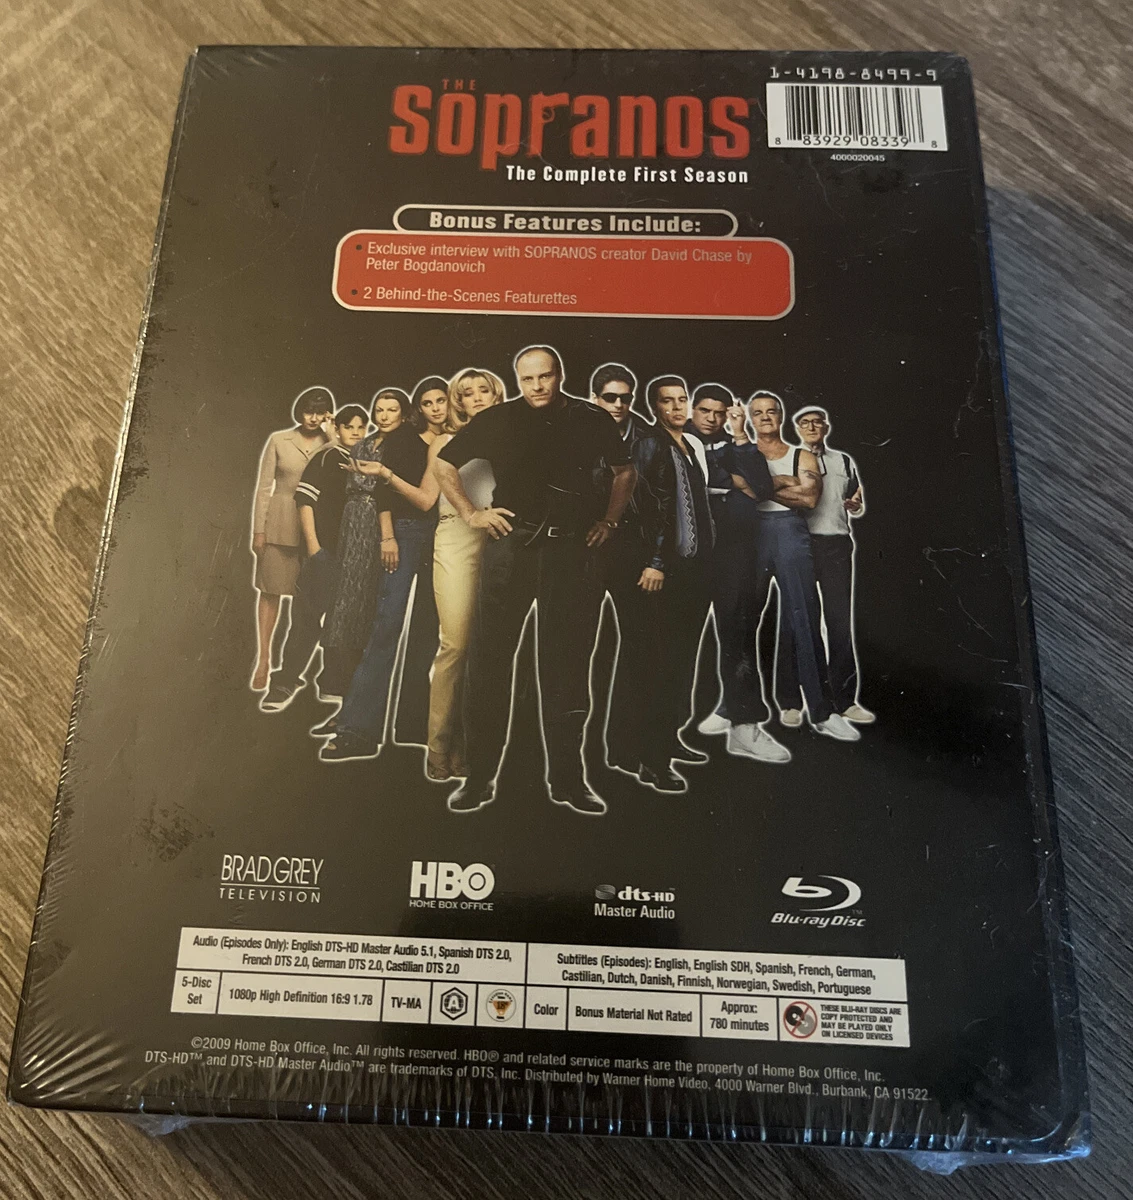 1-4198-8499-9
THE
Sopranos
8 83929 08339 8
4000020045
The Complete First Season
Bonus Features Include:
• Exclusive interview with SOPRANOS creator David Chase by
Peter Bogdanovich
• 2 Behind-the-Scenes Featurettes
BRAD GREY
TELEVISION
HBO
HOME BOX OFFICE
dts-HD
Master Audio
Blu-ray Disc
Audio (Episodes Only): English DTS-HD Master Audio 5.1, Spanish DTS 2.0,
French DTS 2.0, German DTS 2.0, Castilian DTS 2.0
Subtitles (Episodes): English, English SDH, Spanish, French, German,
Castilian, Dutch, Danish, Finnish, Norwegian, Swedish, Portuguese
5-Disc
Set
1080p High Definition 16:9 1.78
TV-MA
A
Color
Bonus Material Not Rated
Approx:
780 minutes
THESE BLU-RAY DISCS ARE
COPY PROTECTED AND
MAY BE PLAYED ONLY
ON LICENSED DEVICES
©2009 Home Box Office, Inc. All rights reserved. HBO® and related service marks are the property of Home Box Office, Inc.
DTS-HD™ and DTS-HD Master Audio™ are trademarks of DTS, Inc. Distributed by Warner Home Video, 4000 Warner Blvd., Burbank, CA 91522.